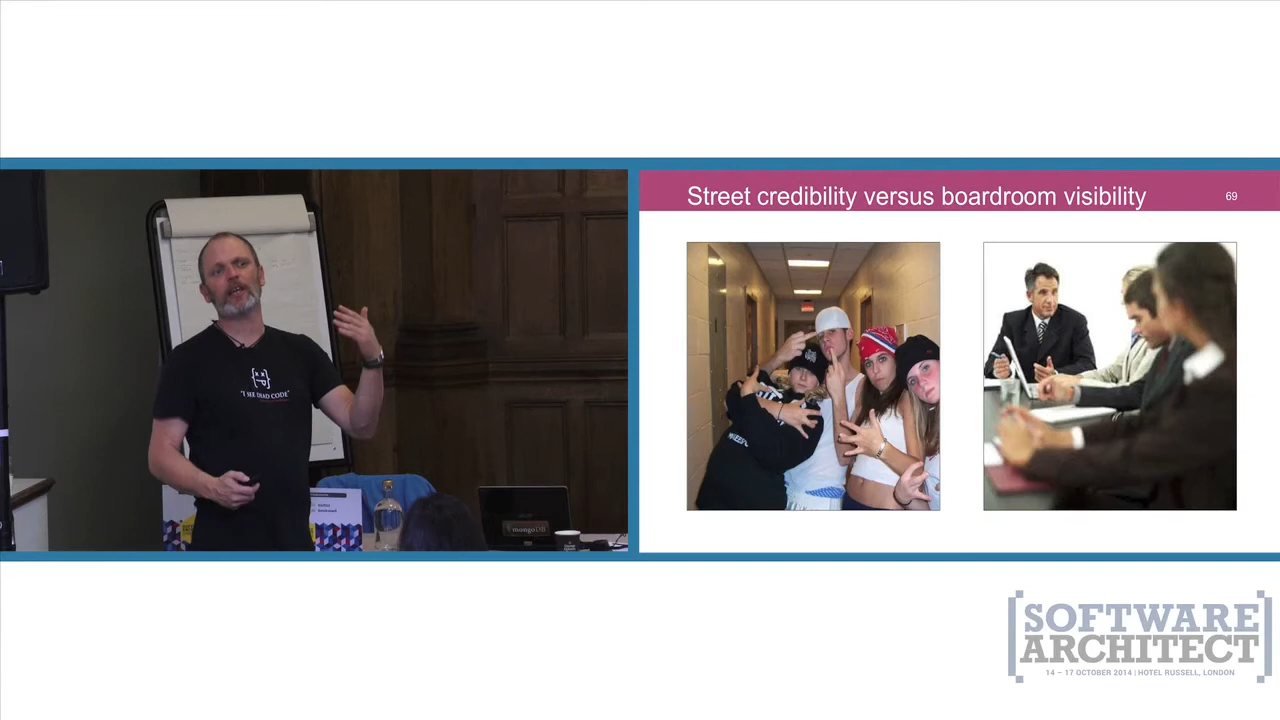 Street credibility versus boardroom visibility
69
"I SEE DEAD CODE"
mongoDB
SOFTWARE
ARCHITECT
14 – 17 OCTOBER 2014 | HOTEL RUSSELL, LONDON